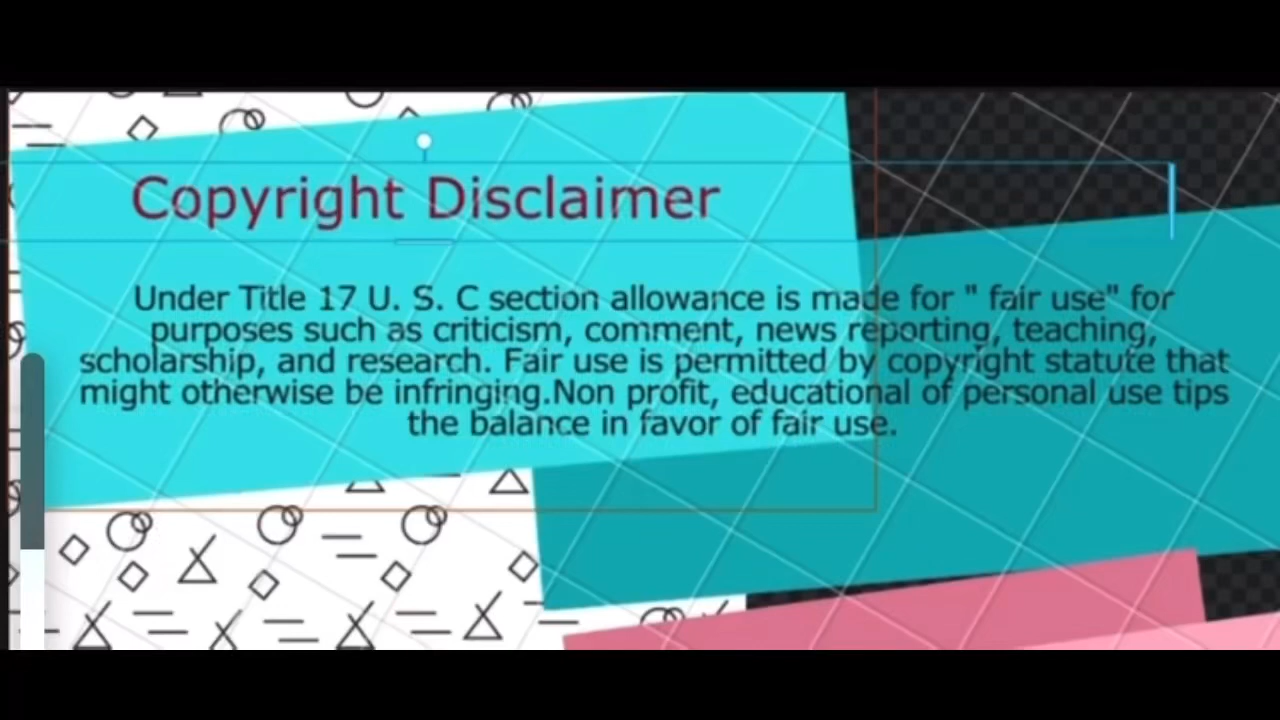 Copyright Disclaimer
Under Title 17 U. S. C section allowance is made for " fair use" for
purposes such as criticism, comment, news reporting, teaching,
scholarship, and research. Fair use is permitted by copyright statute that
might otherwise be infringing.Non profit, educational of personal use tips
the balance in favor of fair use.